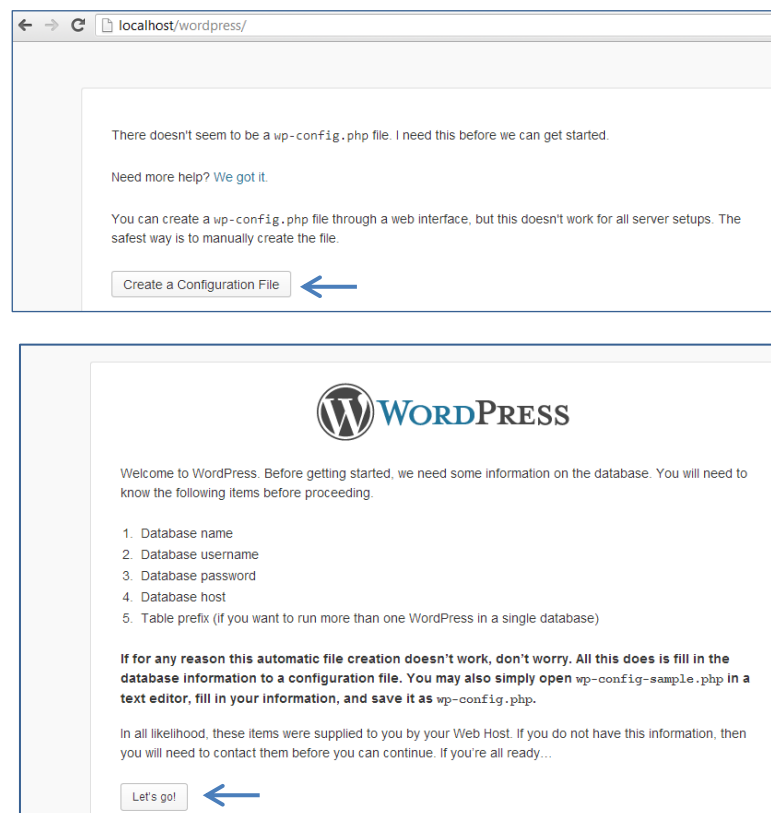 localhost/wordpress/
There doesn't seem to be a wp-config.php file. I need this before we can get started.
Need more help? We got it.
You can create a wp-config.php file through a web interface, but this doesn't work for all server setups. The
safest way is to manually create the file.
Create a Configuration File
WORDPRESS
Welcome to WordPress. Before getting started, we need some information on the database. You will need to
know the following items before proceeding.
1. Database name
2. Database username
3. Database password
4. Database host
5. Table prefix (if you want to run more than one WordPress in a single database)
If for any reason this automatic file creation doesn't work, don't worry. All this does is fill in the
database information to a configuration file. You may also simply open wp-config-sample.php in a
text editor, fill in your information, and save it as wp-config.php.
In all likelihood, these items were supplied to you by your Web Host. If you do not have this information, then
you will need to contact them before you can continue. If you're all ready…
Let's go!